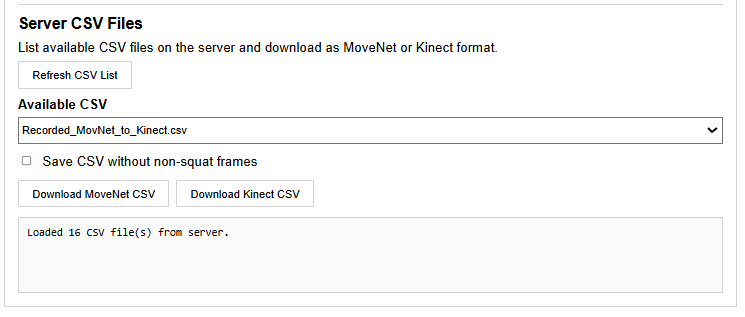 Server CSV Files
List available CSV files on the server and download as MoveNet or Kinect format.
Refresh CSV List
Available CSV
Recorded_MovNet_to_Kinect.csv
Save CSV without non-squat frames
Download MoveNet CSV Download Kinect CSV
Loaded 16 CSV file(s) from server.